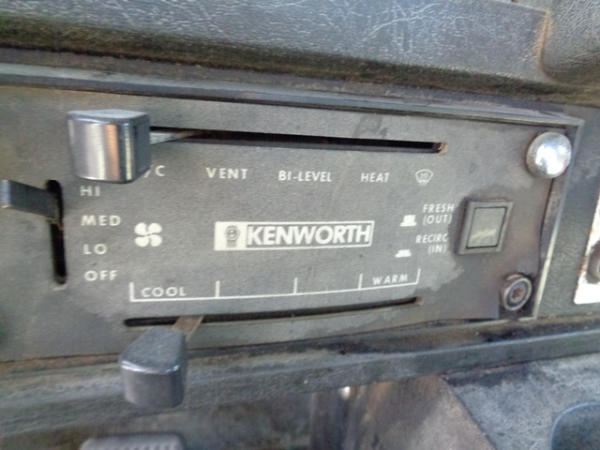 C VENT BI-LEVEL HEAT
HI
MED
LO
OFF
KENWORTH
FRESH
(OUT)
RECIRC
(IN)
COOL WARM